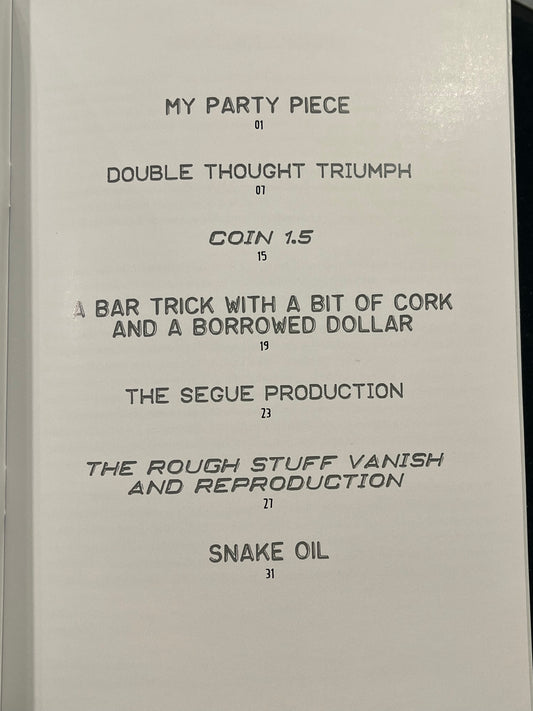 MY PARTY PIECE
01
DOUBLE THOUGHT TRIUMPH
07
COIN 1.5
15
A BAR TRICK WITH A BIT OF CORK
AND A BORROWED DOLLAR
19
THE SEGUE PRODUCTION
23
THE ROUGH STUFF VANISH
AND REPRODUCTION
27
SNAKE OIL
31